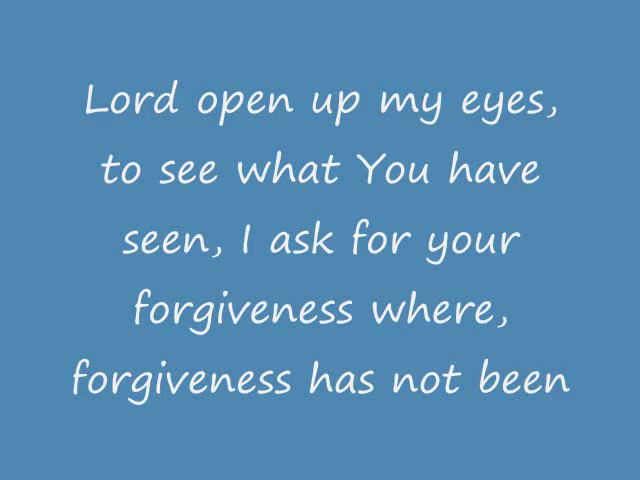 Lord open up my eyes,
to see what You have
seen, I ask for your
forgiveness where,
forgiveness has not been